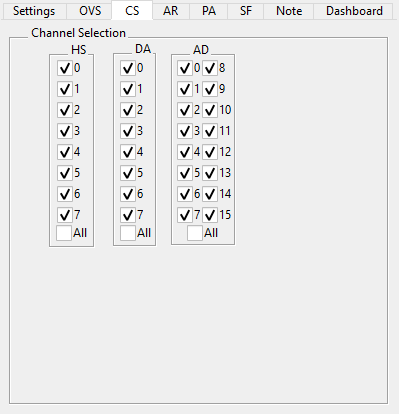 Settings OVS CS AR PA SF Note Dashboard
Channel Selection
HS DA AD
0 0 0 8
1 1 1 9
2 2 2 10
3 3 3 11
4 4 4 12
5 5 5 13
6 6 6 14
7 7 7 15
All All All